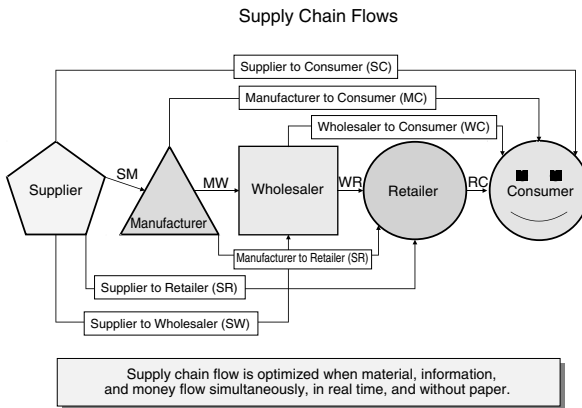 Supply Chain Flows
Supplier to Consumer (SC)
Manufacturer to Consumer (MC)
Wholesaler to Consumer (WC)
SM
MW
WR
RC
Supplier
Manufacturer
Wholesaler
Retailer
Consumer
Manufacturer to Retailer (SR)
Supplier to Retailer (SR)
Supplier to Wholesaler (SW)
Supply chain flow is optimized when material, information,
and money flow simultaneously, in real time, and without paper.